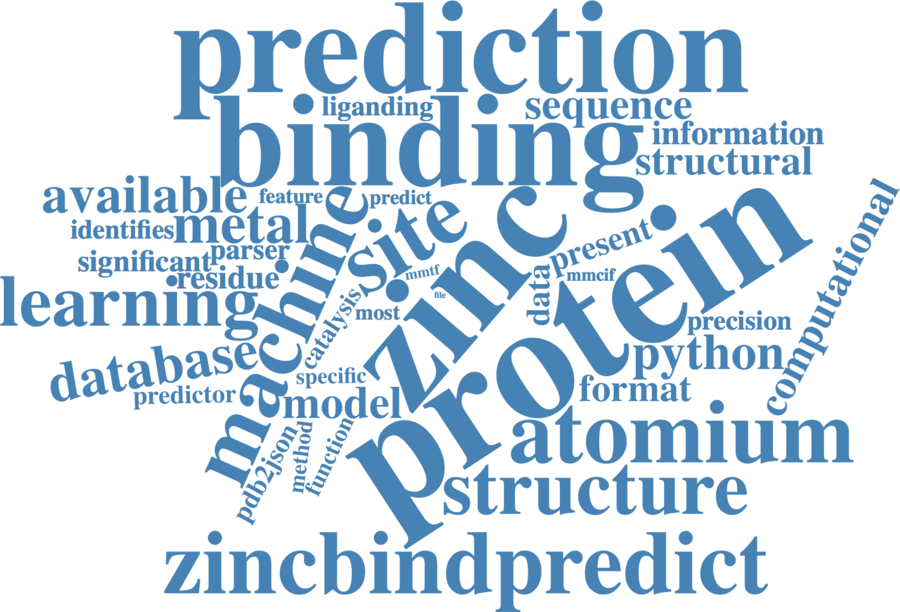 prediction
binding
liganding
sequence
information
structural
available
feature
predict
identifies
metal
machine
site
zinc
protein
present
computational
significant
parser
residue
mmtf
file
data
mmcif
learning
catalysis
most
precision
python
database
predictor
specific
model
format
atomium
pdb2json
method
function
structure
zincbindpredict